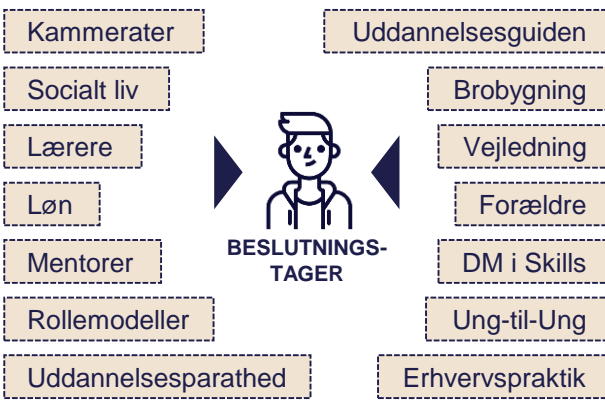 Kammerater
Uddannelsesguiden
Socialt liv
Brobygning
Lærere
Vejledning
Løn
Forældre
BESLUTNINGS-
TAGER
Mentorer
DM i Skills
Rollemodeller
Ung-til-Ung
Uddannelsesparathed
Erhvervspraktik